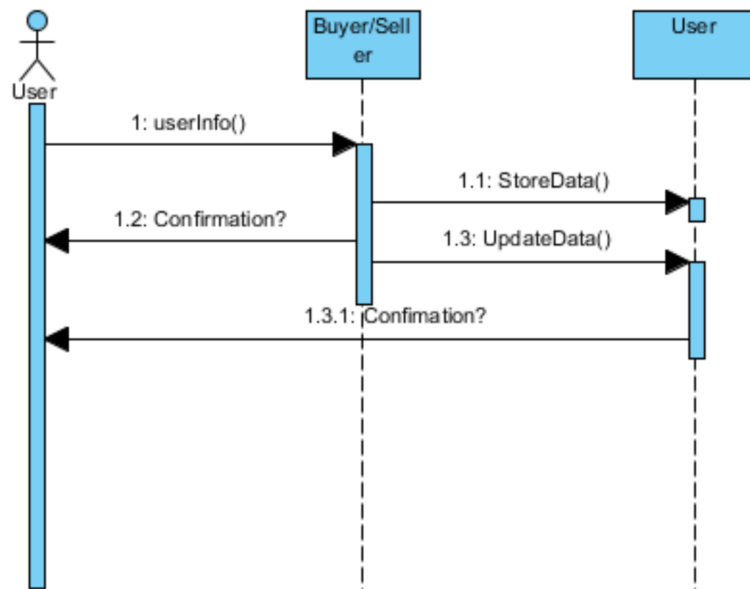 Buyer/Sell
er
User
User
1: userInfo()
1.1: StoreData()
1.2: Confirmation?
1.3: UpdateData()
1.3.1: Confimation?